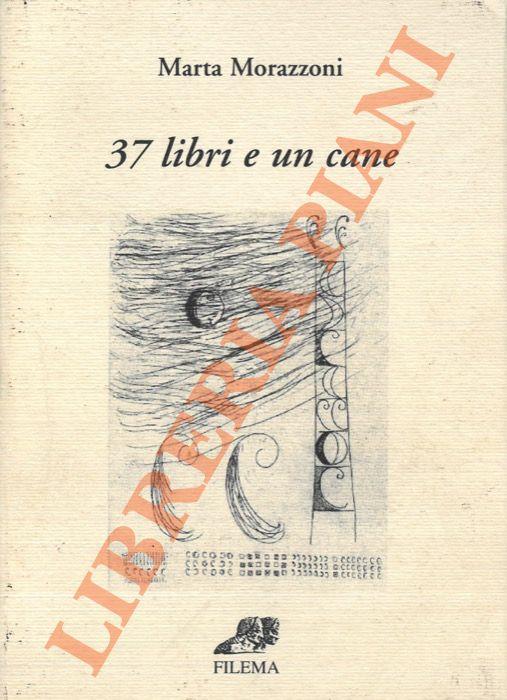 Marta Morazzoni
37 libri e un cane
LIBRERIA PIANI
FILEMA